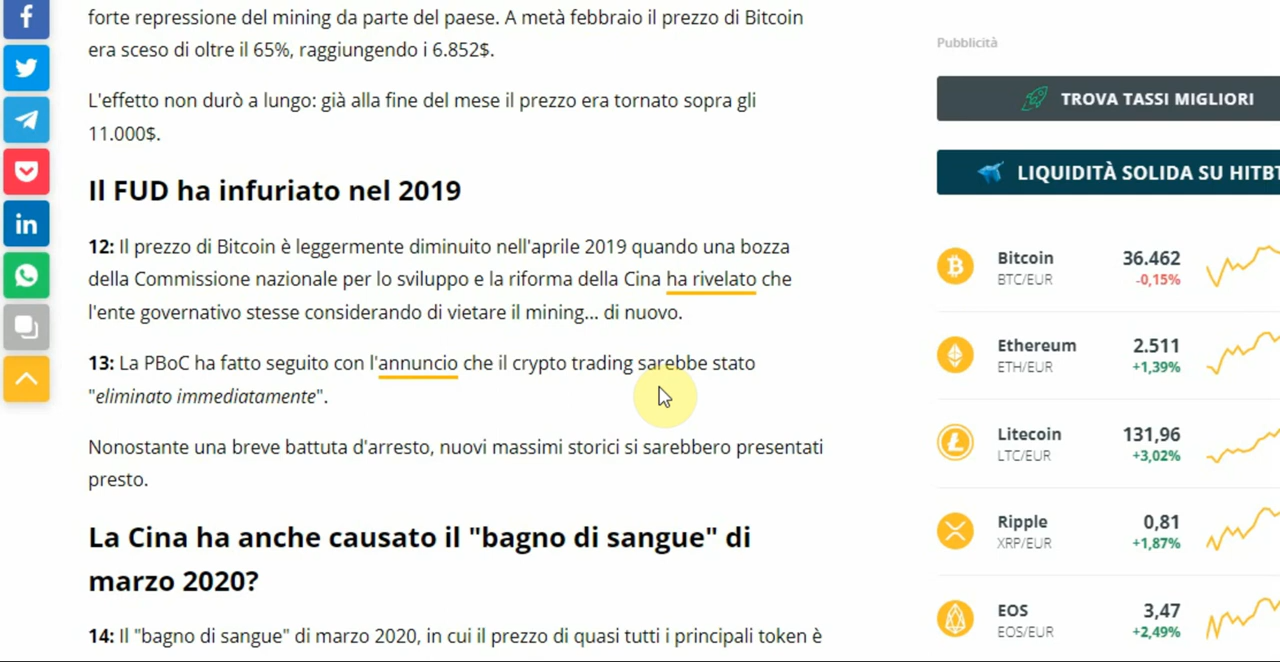 forte repressione del mining da parte del paese. A metà febbraio il prezzo di Bitcoin
era sceso di oltre il 65%, raggiungendo i 6.852$.
L'effetto non durò a lungo: già alla fine del mese il prezzo era tornato sopra gli
11.000$.
Il FUD ha infuriato nel 2019
12: Il prezzo di Bitcoin è leggermente diminuito nell'aprile 2019 quando una bozza
della Commissione nazionale per lo sviluppo e la riforma della Cina ha rivelato che
l'ente governativo stesse considerando di vietare il mining... di nuovo.
13: La PBoC ha fatto seguito con l'annuncio che il crypto trading sarebbe stato
"eliminato immediatamente".
Nonostante una breve battuta d'arresto, nuovi massimi storici si sarebbero presentati
presto.
La Cina ha anche causato il "bagno di sangue" di
marzo 2020?
14: Il "bagno di sangue" di marzo 2020, in cui il prezzo di quasi tutti i principali token è
Pubblicità
TROVA TASSI MIGLIORI
LIQUIDITÀ SOLIDA SU HITBT
Bitcoin 36.462
BTC/EUR -0,15%
Ethereum 2.511
ETH/EUR +1,39%
Litecoin 131,96
LTC/EUR +3,02%
Ripple 0,81
XRP/EUR +1,87%
EOS 3,47
EOS/EUR +2,49%